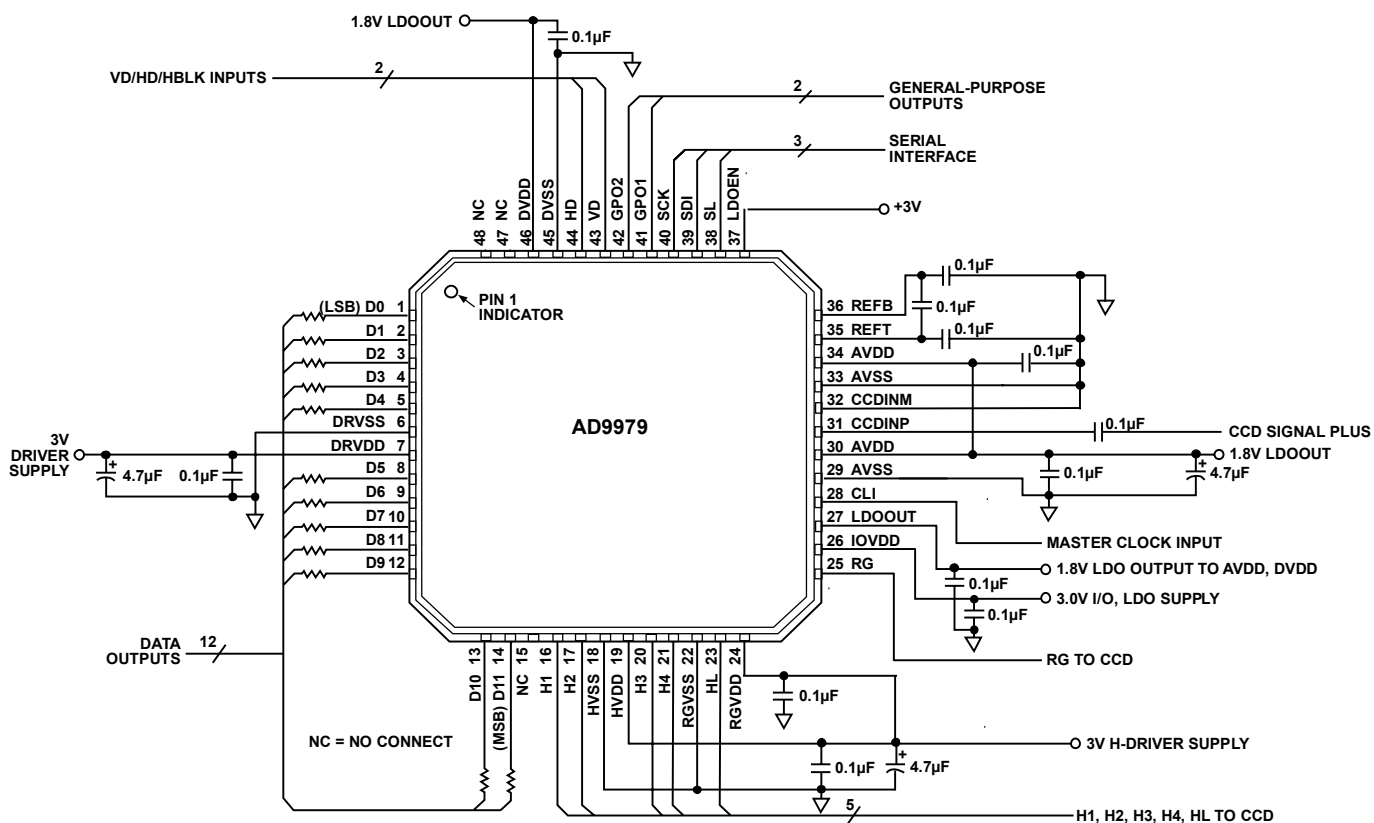 1.8V LDOOUT
0.1µF
VD/HD/HBLK INPUTS
2
2
GENERAL-PURPOSE
OUTPUTS
3
SERIAL
INTERFACE
+3V
48 NC
47 NC
46 DVDD
45 DVSS
44 HD
43 VD
42 GPO2
41 GPO1
40 SCK
39 SDI
38 SL
37 LDOEN
PIN 1
INDICATOR
AD9979
(LSB) D0 1
D1 2
D2 3
D3 4
D4 5
DRVSS 6
DRVDD 7
D5 8
D6 9
D7 10
D8 11
D9 12
3V
DRIVER
SUPPLY
+
4.7µF
0.1µF
DATA
OUTPUTS
12
36 REFB
35 REFT
34 AVDD
33 AVSS
32 CCDINM
31 CCDINP
30 AVDD
29 AVSS
28 CLI
27 LDOOUT
26 IOVDD
25 RG
0.1µF
0.1µF
0.1µF
0.1µF
0.1µF
CCD SIGNAL PLUS
1.8V LDOOUT
0.1µF
+
4.7µF
MASTER CLOCK INPUT
1.8V LDO OUTPUT TO AVDD, DVDD
0.1µF
3.0V I/O, LDO SUPPLY
0.1µF
RG TO CCD
D10 13
(MSB) D11 14
NC 15
H1 16
H2 17
HVSS 18
HVDD 19
H3 20
H4 21
RGVSS 22
HL 23
RGVDD 24
0.1µF
NC = NO CONNECT
3V H-DRIVER SUPPLY
0.1µF
+
4.7µF
5
H1, H2, H3, H4, HL TO CCD